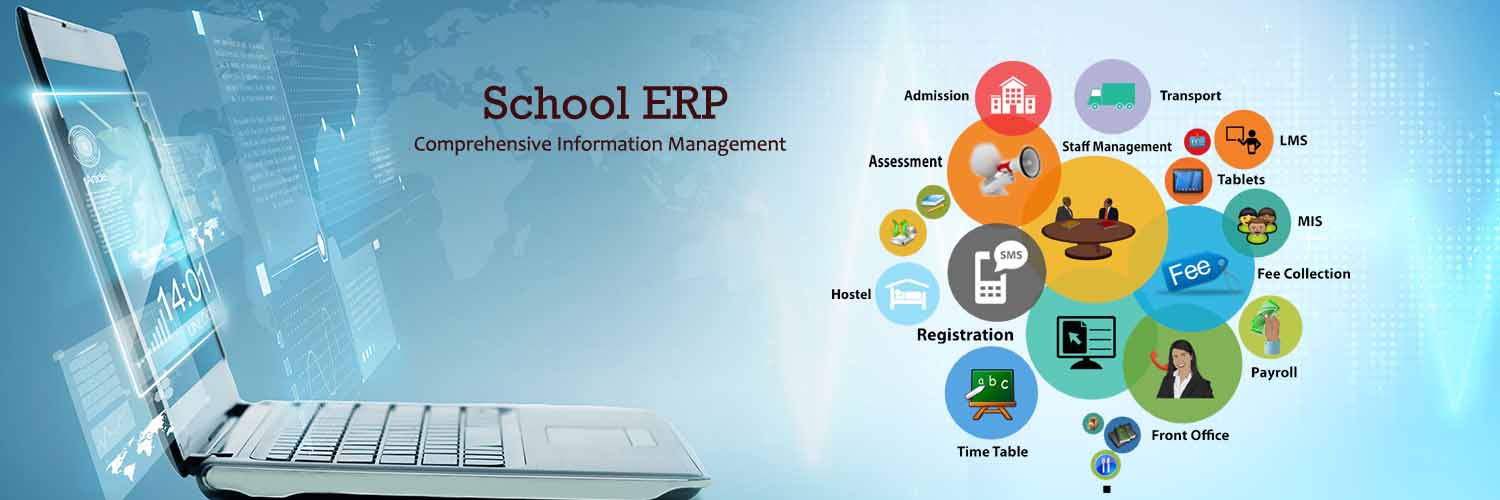 School ERP
Comprehensive Information Management
Admission
Transport
Assessment
Staff Management
LMS
Tablets
MIS
SMS
Fee
Fee Collection
Hostel
Registration
Payroll
abc
Time Table
Front Office
14:01
Article